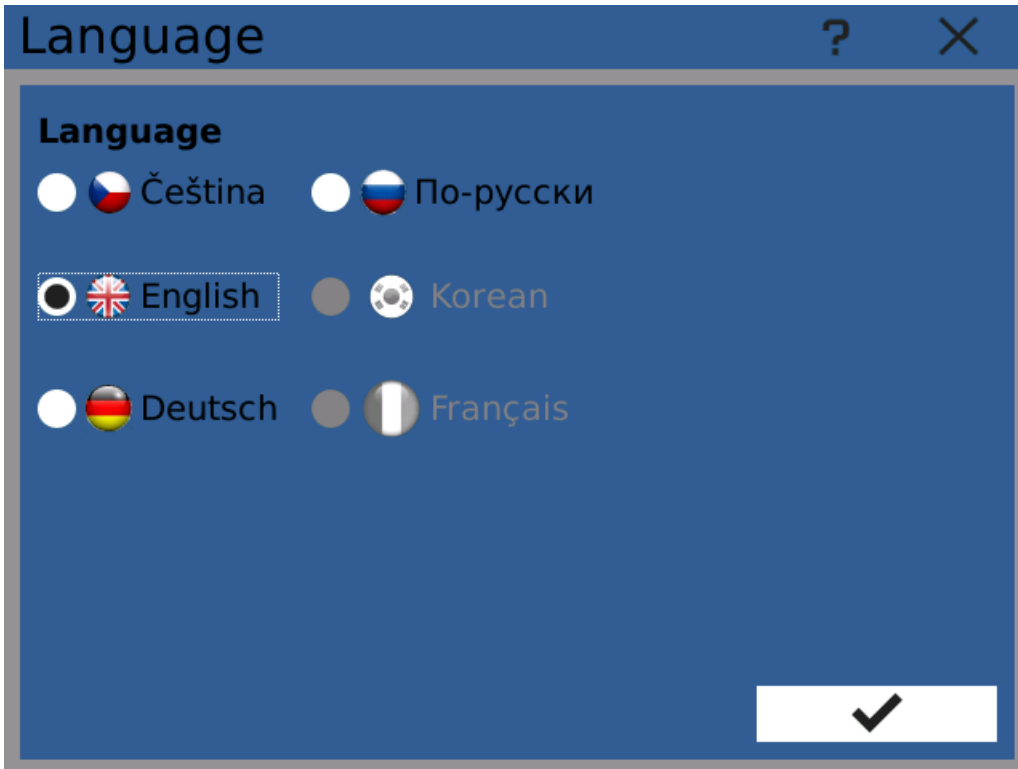 Language ?
Language
Čeština По-русски
English Korean
Deutsch Français